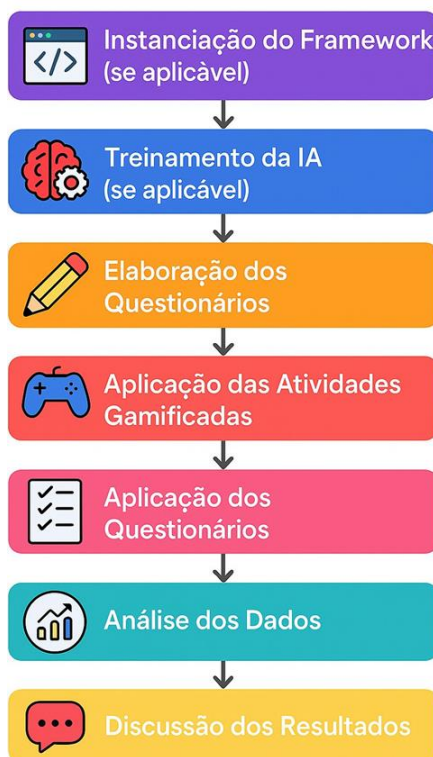 Instanciação do Framework
(se aplicàvel)
Treinamento da IA
(se aplicável)
Elaboração dos
Questionários
Aplicação das Atividades
Gamificadas
Aplicação dos
Questionários
Análise dos Dados
Discussão dos Resultados